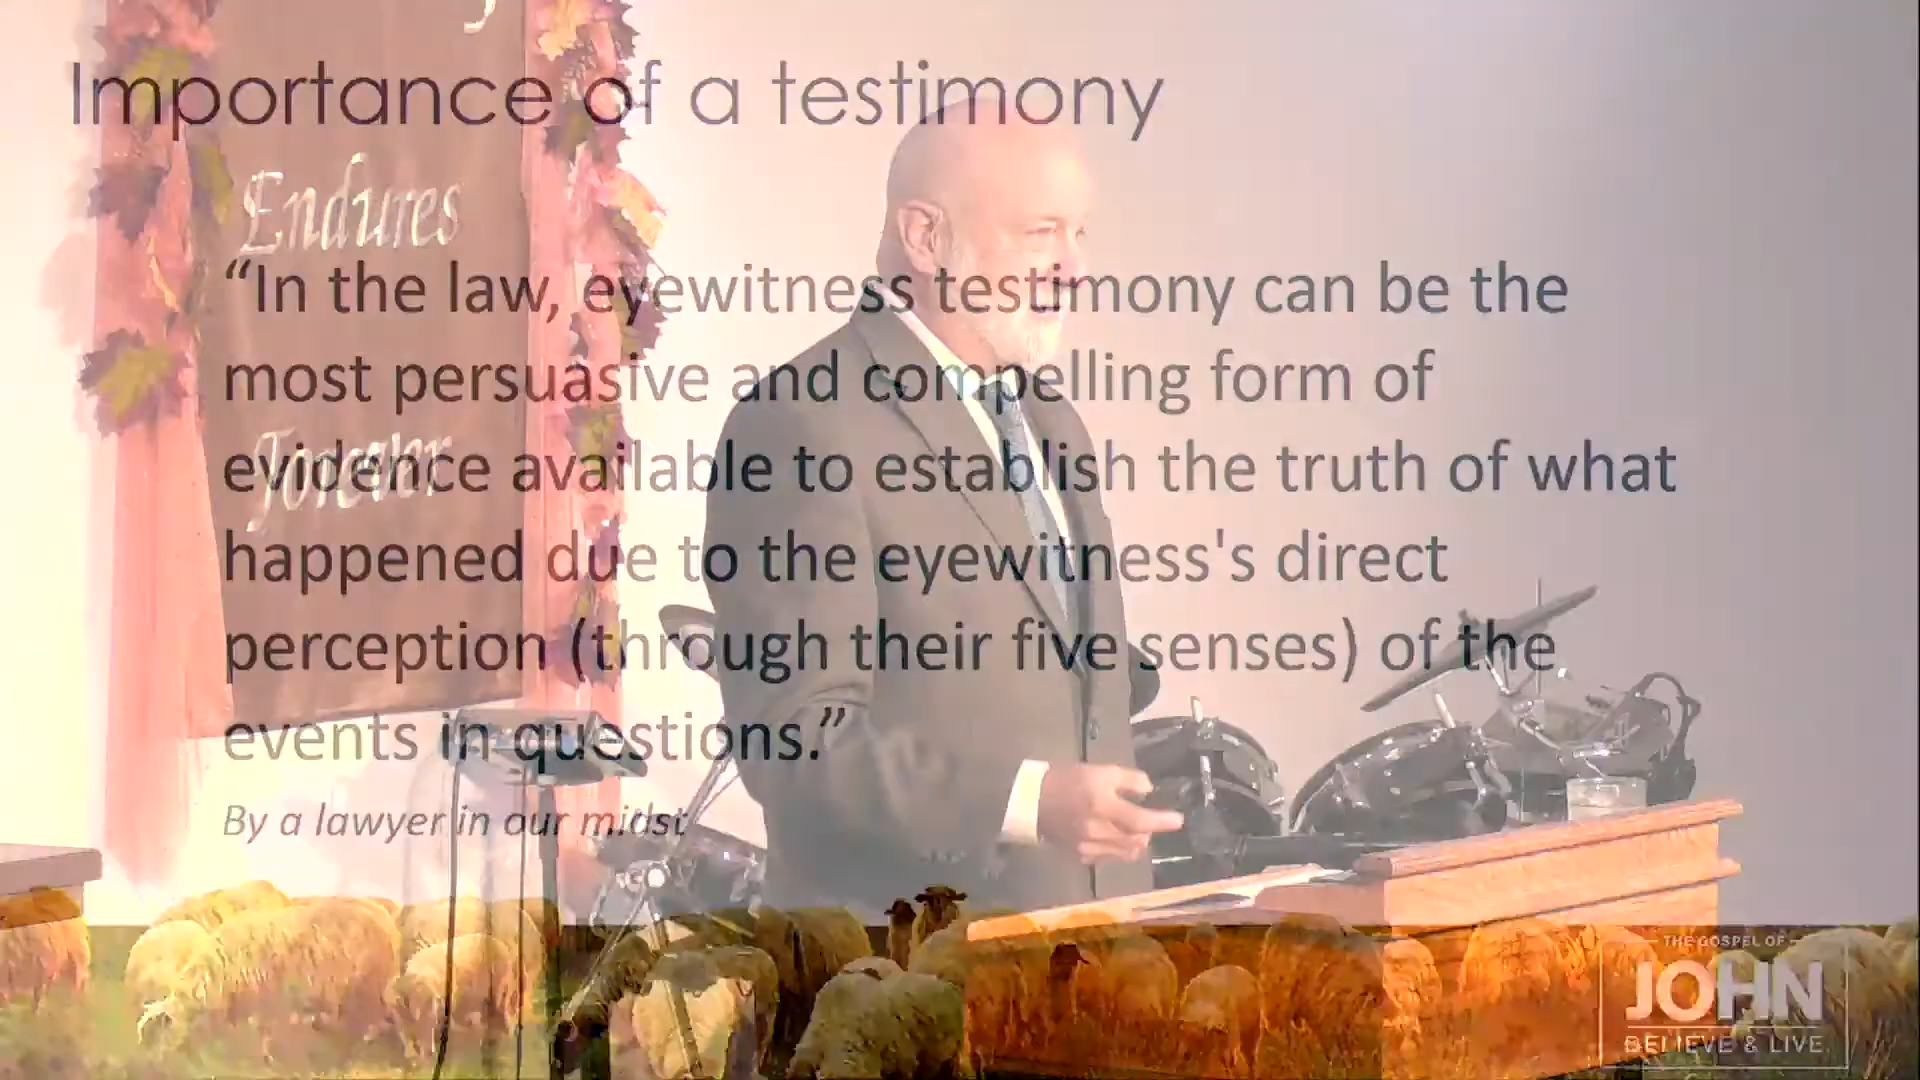 Importance of a testimony
Endures
Forever
“In the law, eyewitness testimony can be the
most persuasive and compelling form of
evidence available to establish the truth of what
happened due to the eyewitness's direct
perception (through their five senses) of the
events in questions.”
By a lawyer in our midst
THE GOSPEL OF
JOHN
BELIEVE & LIVE